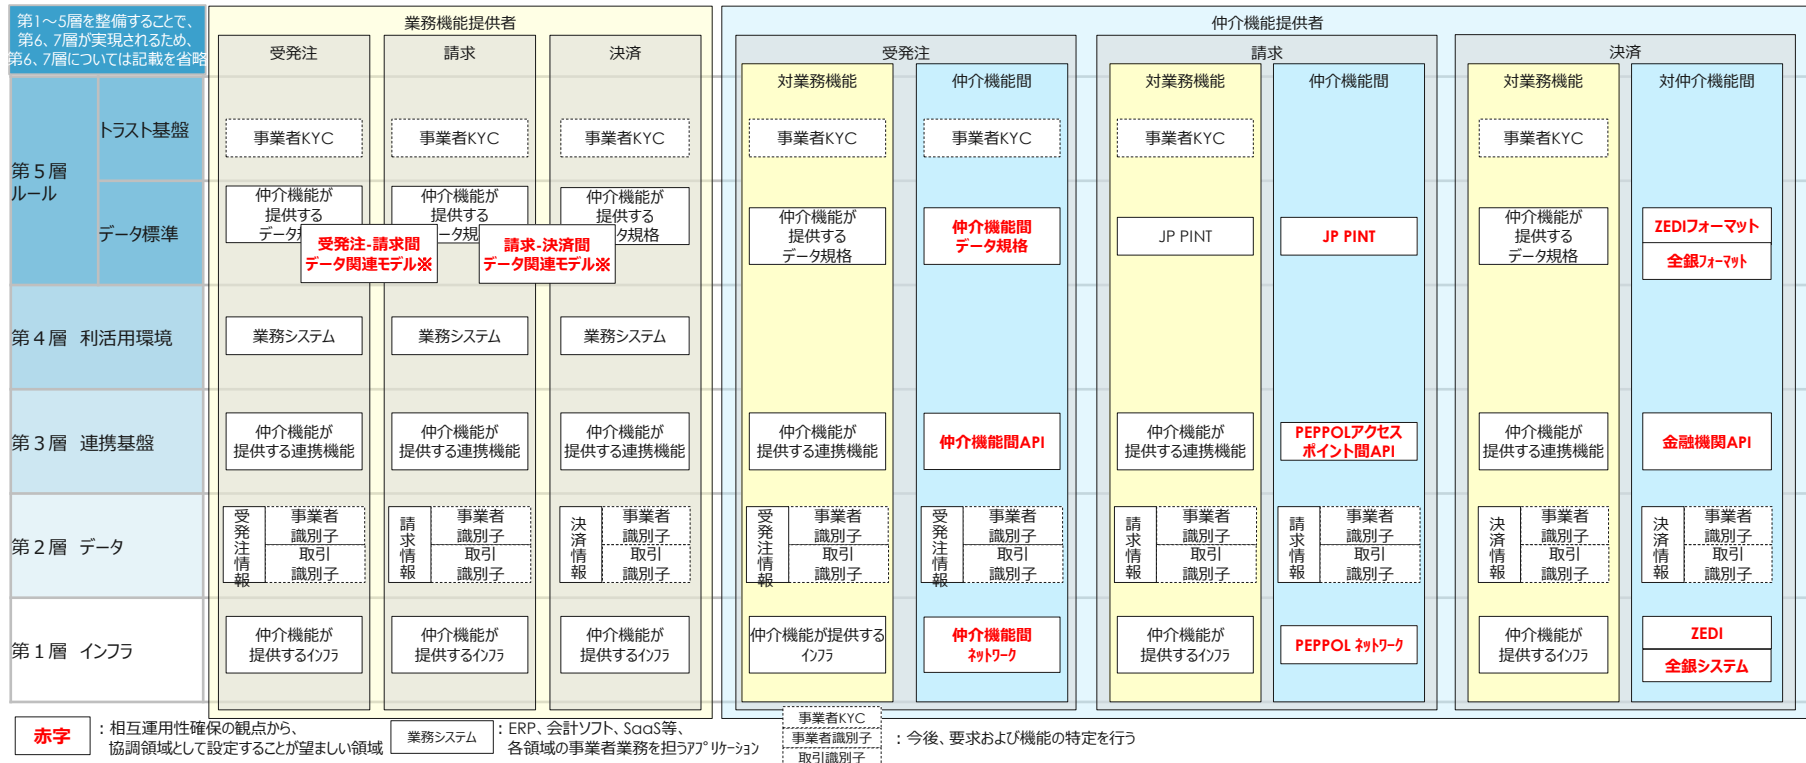 第1～5層を整備することで、
第6、7層が実現されるため、
第6、7層については記載を省略
業務機能提供者
仲介機能提供者
受発注
請求
決済
受発注
請求
決済
対業務機能
仲介機能間
対業務機能
仲介機能間
対業務機能
対仲介機能間
第５層
ルール
トラスト基盤
事業者KYC
事業者KYC
事業者KYC
事業者KYC
事業者KYC
事業者KYC
事業者KYC
データ標準
仲介機能が
提供する
データ規
仲介機能が
提供する
ータ規
仲介機能が
提供する
タ規格
受発注-請求間
データ関連モデル※
請求-決済間
データ関連モデル※
仲介機能が
提供する
データ規格
仲介機能間
データ規格
JP PINT
JP PINT
仲介機能が
提供する
データ規格
ZEDIフォーマット
全銀フォーマット
第４層 利活用環境
業務システム
業務システム
業務システム
第３層 連携基盤
仲介機能が
提供する連携機能
仲介機能が
提供する連携機能
仲介機能が
提供する連携機能
仲介機能が
提供する連携機能
仲介機能間API
仲介機能が
提供する連携機能
PEPPOLアクセス
ポイント間API
仲介機能が
提供する連携機能
金融機関API
第２層 データ
受発注情報
事業者
識別子
取引
識別子
請求情報
事業者
識別子
取引
識別子
決済情報
事業者
識別子
取引
識別子
受発注情報
事業者
識別子
取引
識別子
受発注情報
事業者
識別子
取引
識別子
請求情報
事業者
識別子
取引
識別子
請求情報
事業者
識別子
取引
識別子
決済情報
事業者
識別子
取引
識別子
決済情報
事業者
識別子
取引
識別子
第１層 インフラ
仲介機能が
提供するインフラ
仲介機能が
提供するインフラ
仲介機能が
提供するインフラ
仲介機能が提供する
インフラ
仲介機能間
ネットワーク
仲介機能が
提供するインフラ
PEPPOL ネットワーク
仲介機能が
提供するインフラ
ZEDI
全銀システム
赤字
：相互運用性確保の観点から、
協調領域として設定することが望ましい領域
業務システム
：ERP、会計ソフト、SaaS等、
各領域の事業者業務を担うアプリケーション
事業者KYC
事業者識別子
取引識別子
：今後、要求および機能の特定を行う